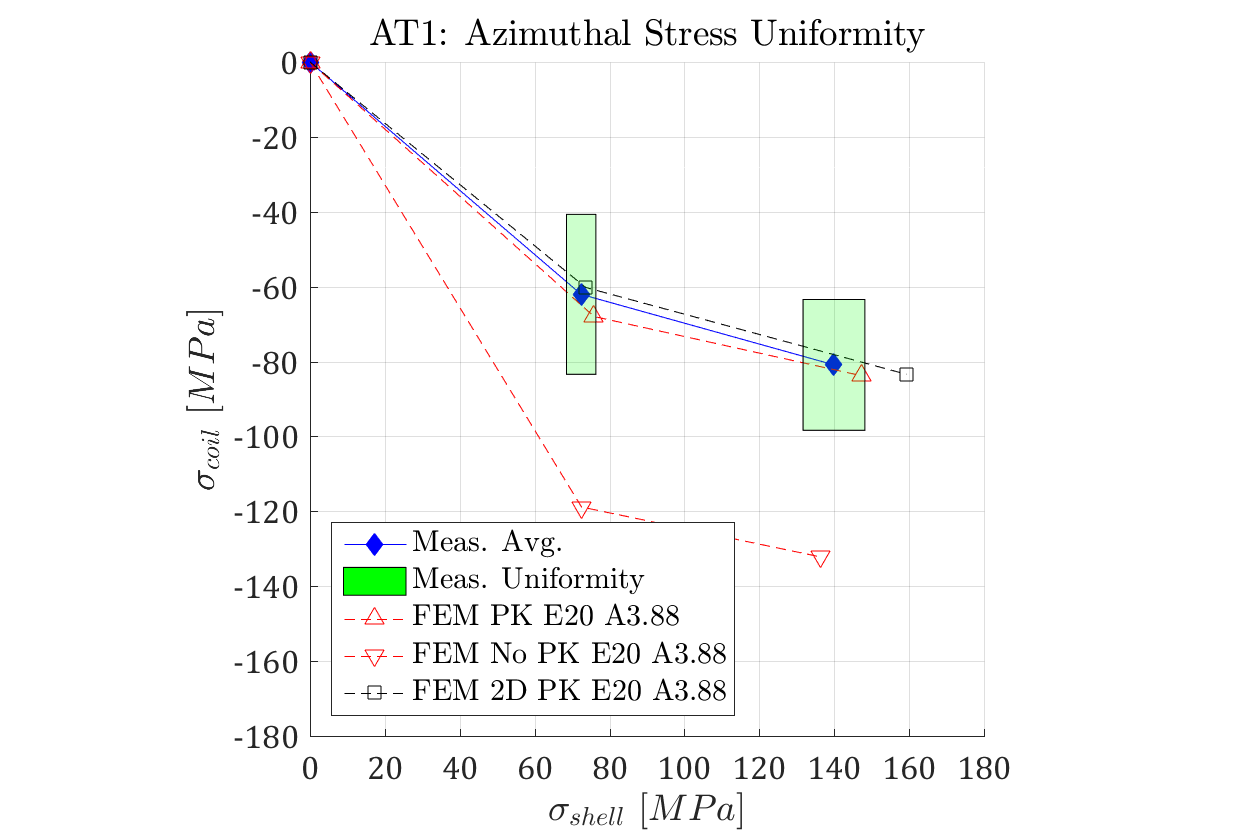 AT1: Azimuthal Stress Uniformity
0
-20
-40
-60
-80
-100
-120
-140
-160
-180
σ_coil [MPa]
Meas. Avg.
Meas. Uniformity
FEM PK E20 A3.88
FEM No PK E20 A3.88
FEM 2D PK E20 A3.88
0 20 40 60 80 100 120 140 160 180
σ_shell [MPa]